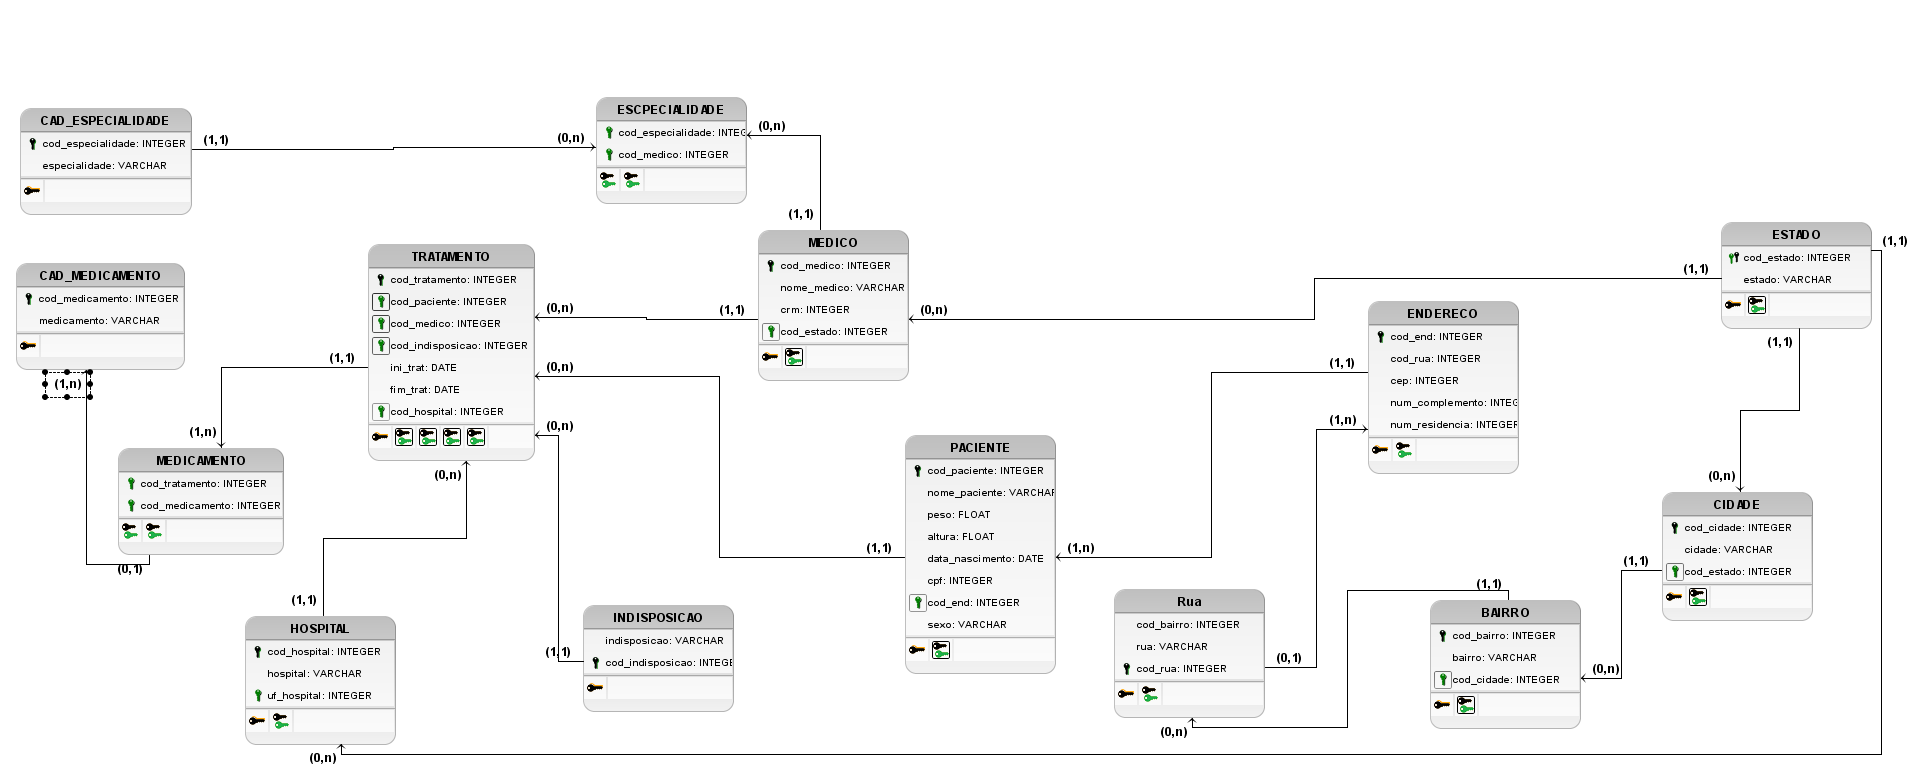 CAD_ESPECIALIDADE
cod_especialidade: INTEGER
especialidade: VARCHAR
(1,1)
(0,n)
ESCPECIALIDADE
cod_especialidade: INTEG
cod_medico: INTEGER
(0,n)
(1,1)
MEDICO
cod_medico: INTEGER
nome_medico: VARCHAR
crm: INTEGER
cod_estado: INTEGER
(0,n)
(1,1)
ESTADO
cod_estado: INTEGER
estado: VARCHAR
(1,1)
(1,1)
CAD_MEDICAMENTO
cod_medicamento: INTEGER
medicamento: VARCHAR
(1,n)
TRATAMENTO
cod_tratamento: INTEGER
cod_paciente: INTEGER
cod_medico: INTEGER
cod_indisposicao: INTEGER
ini_trat: DATE
fim_trat: DATE
cod_hospital: INTEGER
(0,n)
(1,1)
(0,n)
(0,n)
(0,n)
(1,1)
(1,n)
MEDICAMENTO
cod_tratamento: INTEGER
cod_medicamento: INTEGER
(0,1)
ENDERECO
cod_end: INTEGER
cod_rua: INTEGER
cep: INTEGER
num_complemento: INTEG
num_residencia: INTEGER
(1,1)
(1,n)
PACIENTE
cod_paciente: INTEGER
nome_paciente: VARCHAR
peso: FLOAT
altura: FLOAT
data_nascimento: DATE
cpf: INTEGER
cod_end: INTEGER
sexo: VARCHAR
(1,1)
(1,n)
(0,n)
CIDADE
cod_cidade: INTEGER
cidade: VARCHAR
cod_estado: INTEGER
(1,1)
(1,1)
HOSPITAL
cod_hospital: INTEGER
hospital: VARCHAR
uf_hospital: INTEGER
(0,n)
INDISPOSICAO
indisposicao: VARCHAR
cod_indisposicao: INTEGE
(1,1)
Rua
cod_bairro: INTEGER
rua: VARCHAR
cod_rua: INTEGER
(0,1)
(0,n)
(1,1)
BAIRRO
cod_bairro: INTEGER
bairro: VARCHAR
cod_cidade: INTEGER
(0,n)